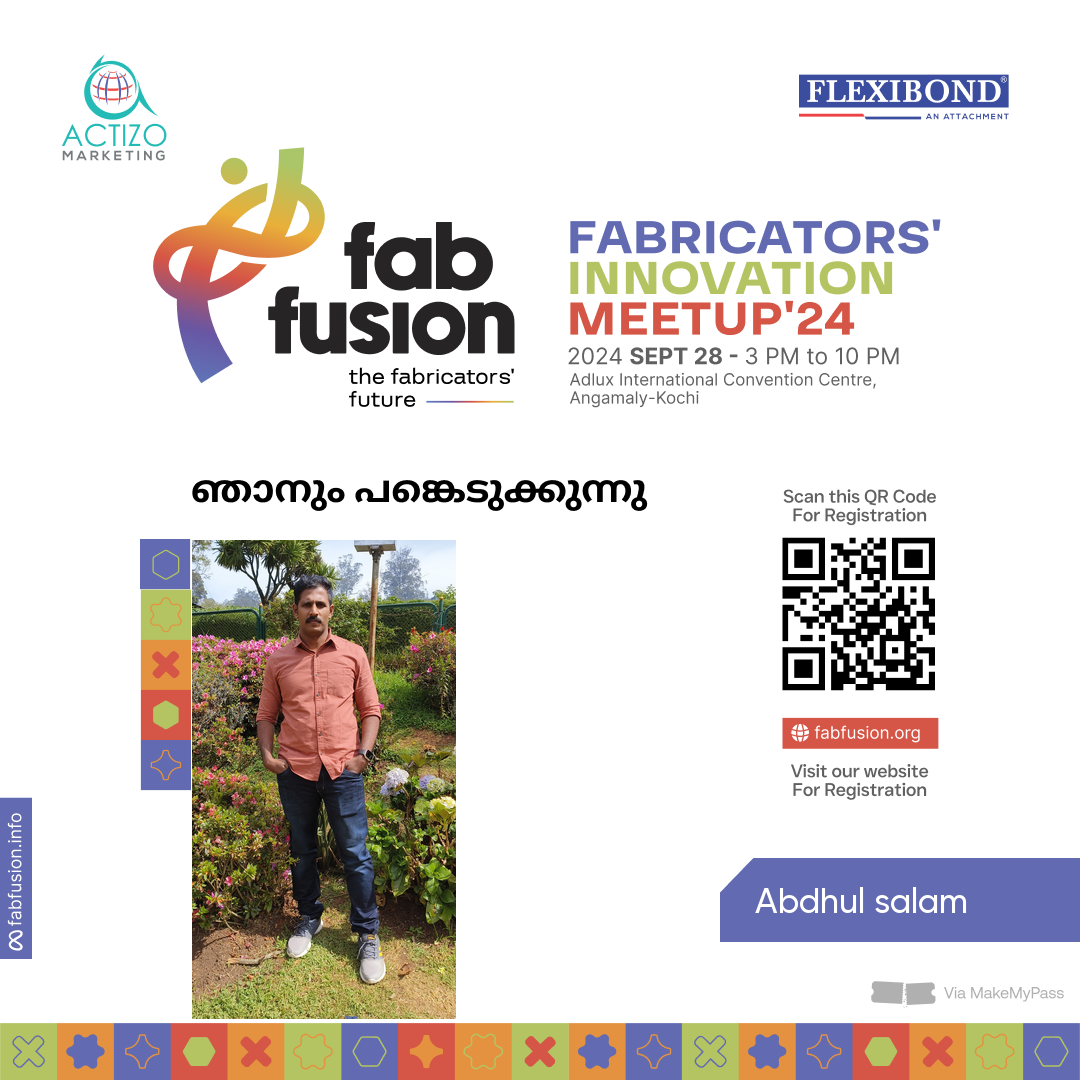 ACTIZO
MARKETING
FLEXIBOND®
AN ATTACHMENT
fab
fusion
the fabricators'
future
FABRICATORS'
INNOVATION
MEETUP'24
2024 SEPT 28 - 3 PM to 10 PM
Adlux International Convention Centre,
Angamaly-Kochi
ഞാനും പങ്കെടുക്കുന്നു
Scan this QR Code
For Registration
fabfusion.org
Visit our website
For Registration
fabfusion.info
Abdhul salam
Via MakeMyPass